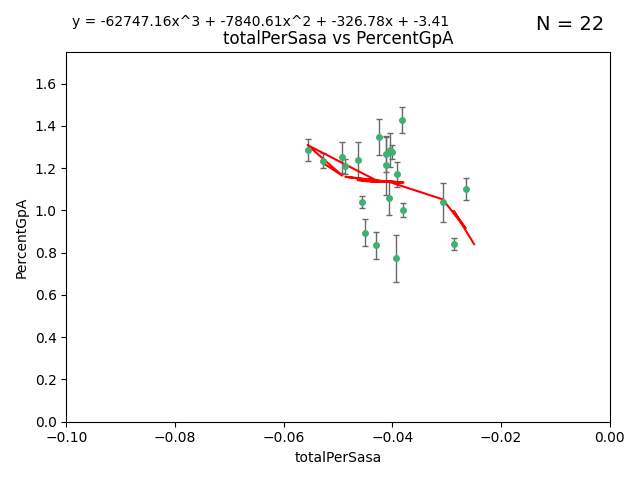 y = -62747.16x^3 + -7840.61x^2 + -326.78x + -3.41
N = 22
totalPerSasa vs PercentGpA
PercentGpA
1.6
1.4
1.2
1.0
0.8
0.6
0.4
0.2
0.0
−0.10 −0.08 −0.06 −0.04 −0.02 0.00
totalPerSasa